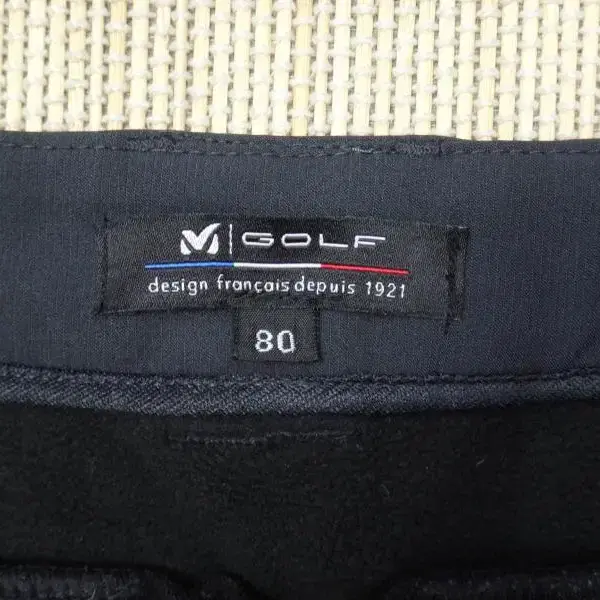 M | GOLF
design français depuis 1921
80